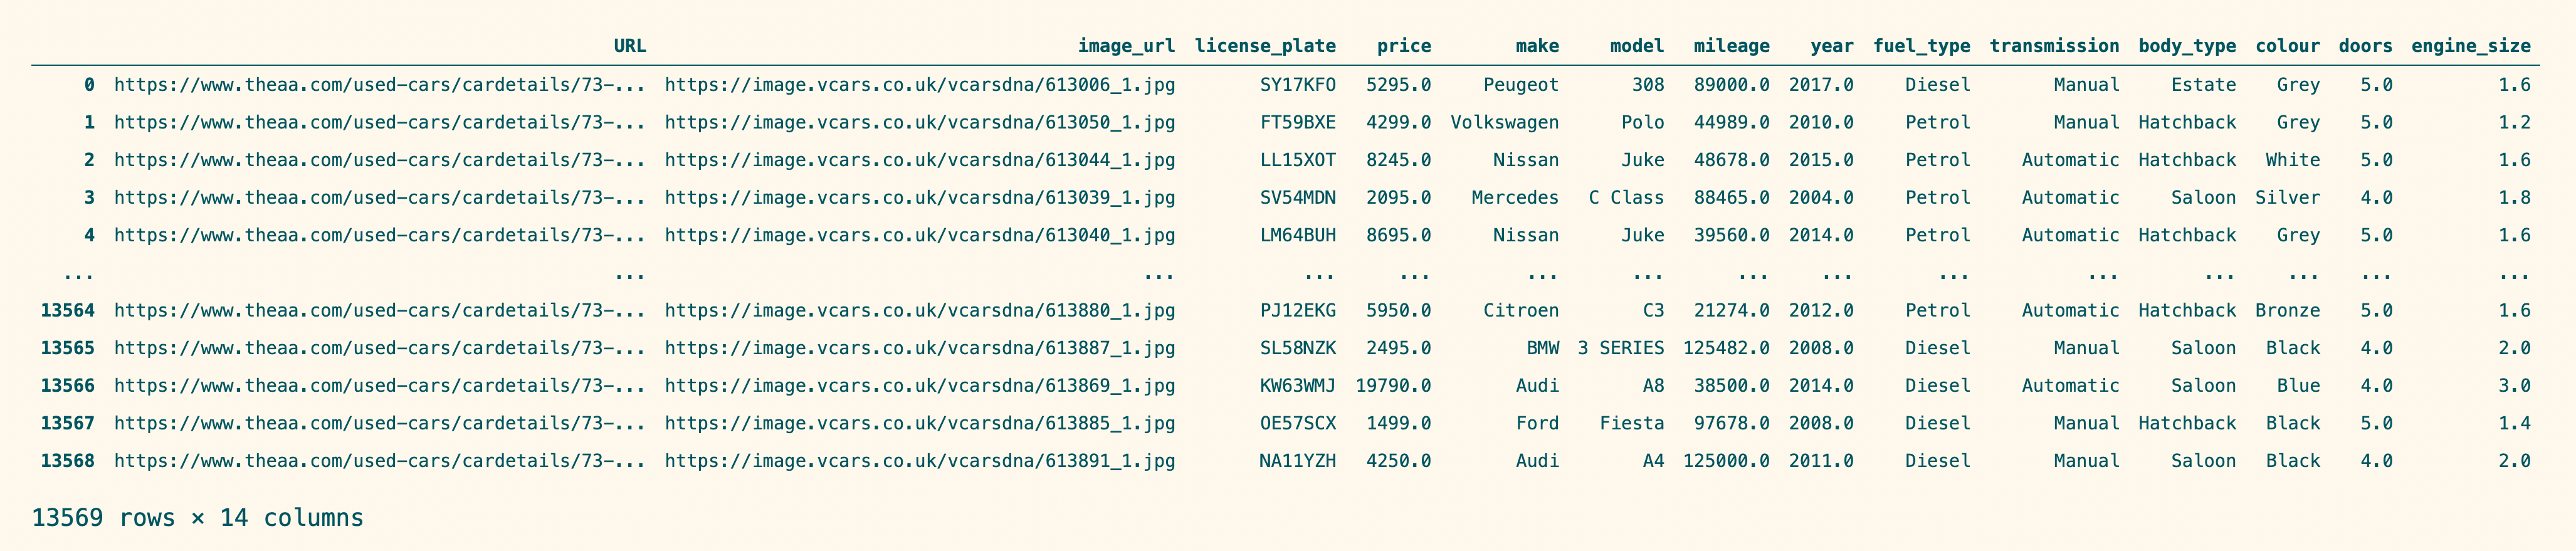 URL image_url license_plate price make model mileage year fuel_type transmission body_type colour doors engine_size
0 https://www.theaa.com/used-cars/cardetails/73-... https://image.vcars.co.uk/vcarsdna/613006_1.jpg SY17KFO 5295.0 Peugeot 308 89000.0 2017.0 Diesel Manual Estate Grey 5.0 1.6
1 https://www.theaa.com/used-cars/cardetails/73-... https://image.vcars.co.uk/vcarsdna/613050_1.jpg FT59BXE 4299.0 Volkswagen Polo 44989.0 2010.0 Petrol Manual Hatchback Grey 5.0 1.2
2 https://www.theaa.com/used-cars/cardetails/73-... https://image.vcars.co.uk/vcarsdna/613044_1.jpg LL15XOT 8245.0 Nissan Juke 48678.0 2015.0 Petrol Automatic Hatchback White 5.0 1.6
3 https://www.theaa.com/used-cars/cardetails/73-... https://image.vcars.co.uk/vcarsdna/613039_1.jpg SV54MDN 2095.0 Mercedes C Class 88465.0 2004.0 Petrol Automatic Saloon Silver 4.0 1.8
4 https://www.theaa.com/used-cars/cardetails/73-... https://image.vcars.co.uk/vcarsdna/613040_1.jpg LM64BUH 8695.0 Nissan Juke 39560.0 2014.0 Petrol Automatic Hatchback Grey 5.0 1.6
... ... ... ... ... ... ... ... ... ... ... ... ... ... ...
13564 https://www.theaa.com/used-cars/cardetails/73-... https://image.vcars.co.uk/vcarsdna/613880_1.jpg PJ12EKG 5950.0 Citroen C3 21274.0 2012.0 Petrol Automatic Hatchback Bronze 5.0 1.6
13565 https://www.theaa.com/used-cars/cardetails/73-... https://image.vcars.co.uk/vcarsdna/613887_1.jpg SL58NZK 2495.0 BMW 3 SERIES 125482.0 2008.0 Diesel Manual Saloon Black 4.0 2.0
13566 https://www.theaa.com/used-cars/cardetails/73-... https://image.vcars.co.uk/vcarsdna/613869_1.jpg KW63WMJ 19790.0 Audi A8 38500.0 2014.0 Diesel Automatic Saloon Blue 4.0 3.0
13567 https://www.theaa.com/used-cars/cardetails/73-... https://image.vcars.co.uk/vcarsdna/613885_1.jpg OE57SCX 1499.0 Ford Fiesta 97678.0 2008.0 Diesel Manual Hatchback Black 5.0 1.4
13568 https://www.theaa.com/used-cars/cardetails/73-... https://image.vcars.co.uk/vcarsdna/613891_1.jpg NA11YZH 4250.0 Audi A4 125000.0 2011.0 Diesel Manual Saloon Black 4.0 2.0
13569 rows × 14 columns